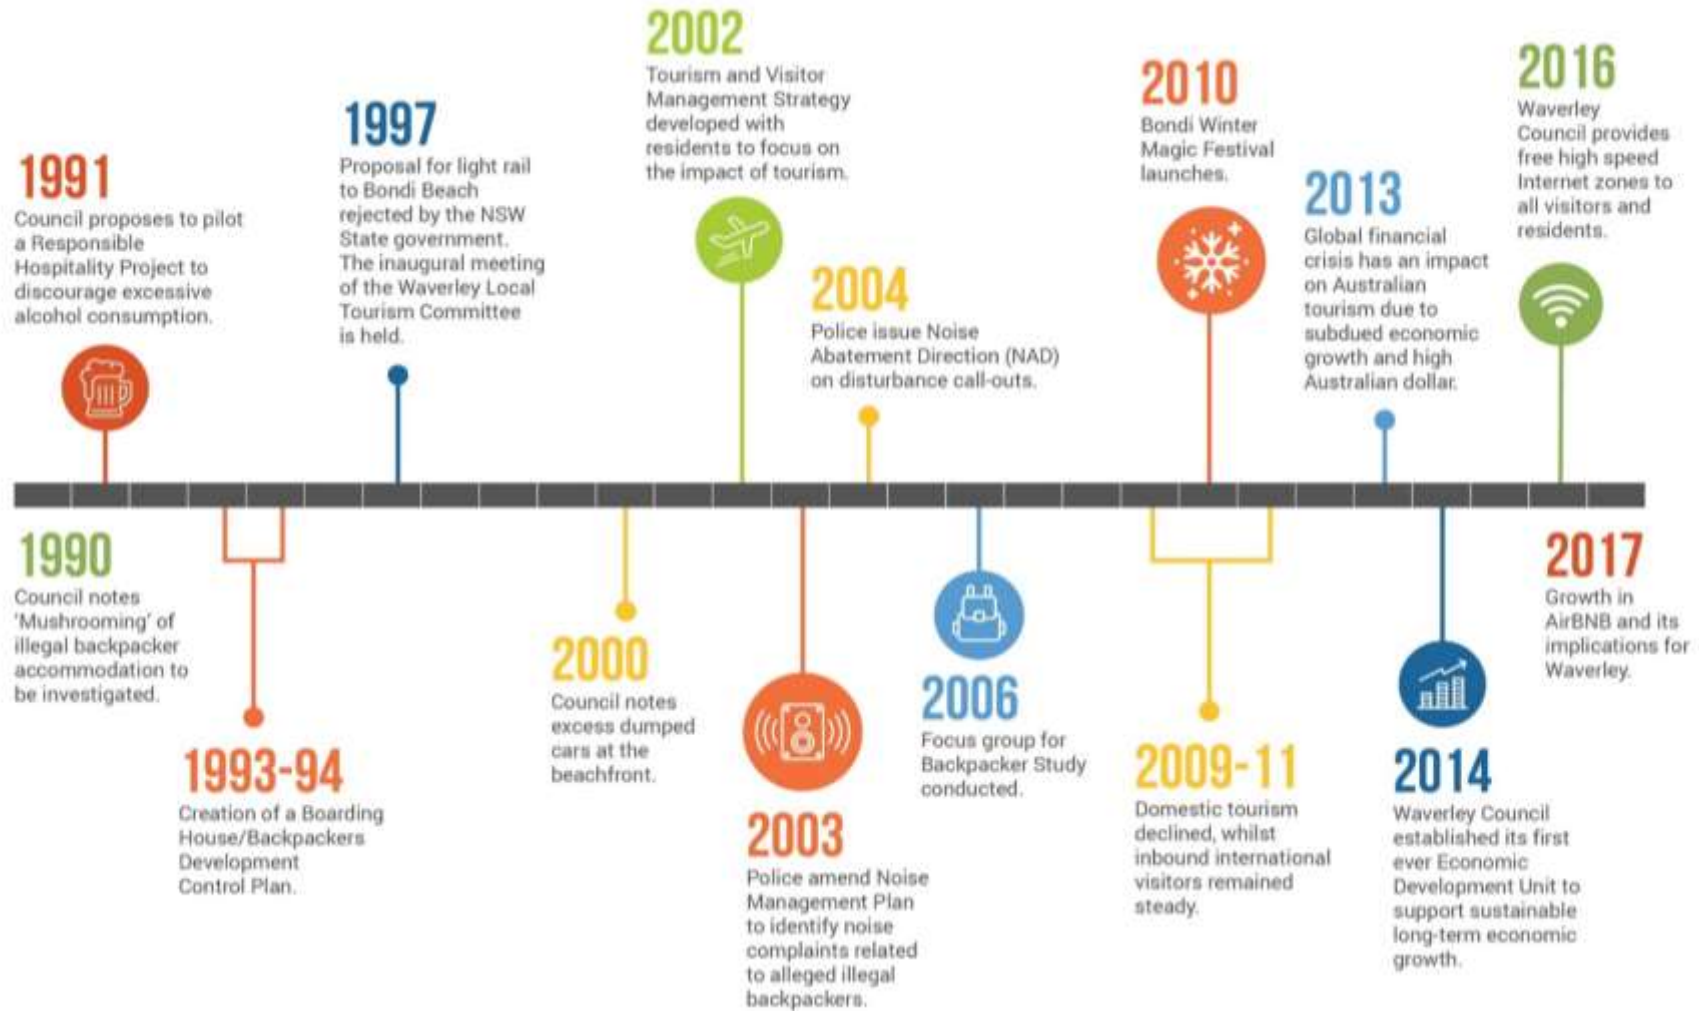 1991
Council proposes to pilot
a Responsible
Hospitality Project to
discourage excessive
alcohol consumption.
1997
Proposal for light rail
to Bondi Beach
rejected by the NSW
State government.
The inaugural meeting
of the Waverley Local
Tourism Committee
is held.
2002
Tourism and Visitor
Management Strategy
developed with
residents to focus on
the impact of tourism.
2004
Police issue Noise
Abatement Direction (NAD)
on disturbance call-outs.
2010
Bondi Winter
Magic Festival
launches.
2013
Global financial
crisis has an impact
on Australian
tourism due to
subdued economic
growth and high
Australian dollar.
2016
Waverley
Council provides
free high speed
Internet zones to
all visitors and
residents.
1990
Council notes
'Mushrooming' of
illegal backpacker
accommodation to
be investigated.
1993-94
Creation of a Boarding
House/Backpackers
Development
Control Plan.
2000
Council notes
excess dumped
cars at the
beachfront.
2003
Police amend Noise
Management Plan
to identify noise
complaints related
to alleged illegal
backpackers.
2006
Focus group for
Backpacker Study
conducted.
2009-11
Domestic tourism
declined, whilst
inbound international
visitors remained
steady.
2014
Waverley Council
established its first
ever Economic
Development Unit to
support sustainable
long-term economic
growth.
2017
Growth in
AirBNB and its
implications for
Waverley.